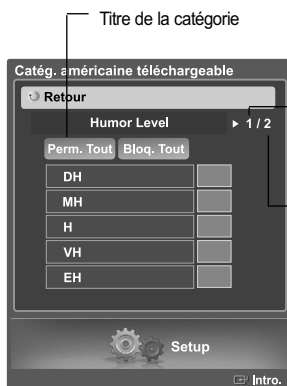 Titre de la catégorie
Catég. américaine téléchargeable
Retour
Humor Level ► 1 / 2
Perm. Tout Bloq. Tout
DH
MH
H
VH
EH
Setup
Intro.